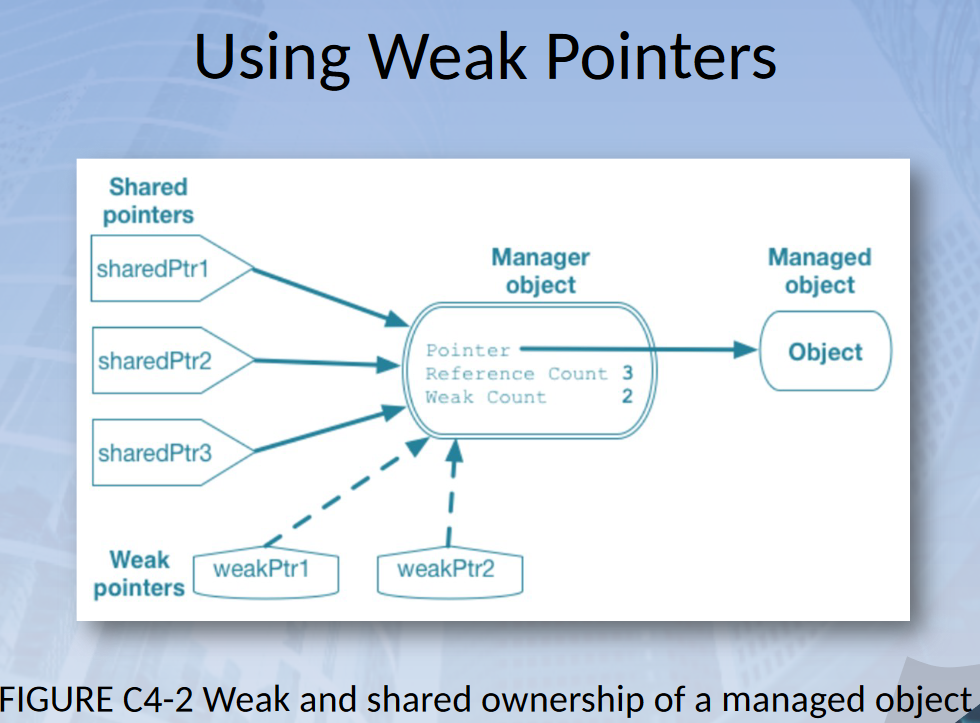 Using Weak Pointers
Shared
pointers
sharedPtr1
sharedPtr2
sharedPtr3
Manager
object
Pointer
Reference Count 3
Weak Count 2
Managed
object
Object
Weak
pointers
weakPtr1
weakPtr2
FIGURE C4-2 Weak and shared ownership of a managed object